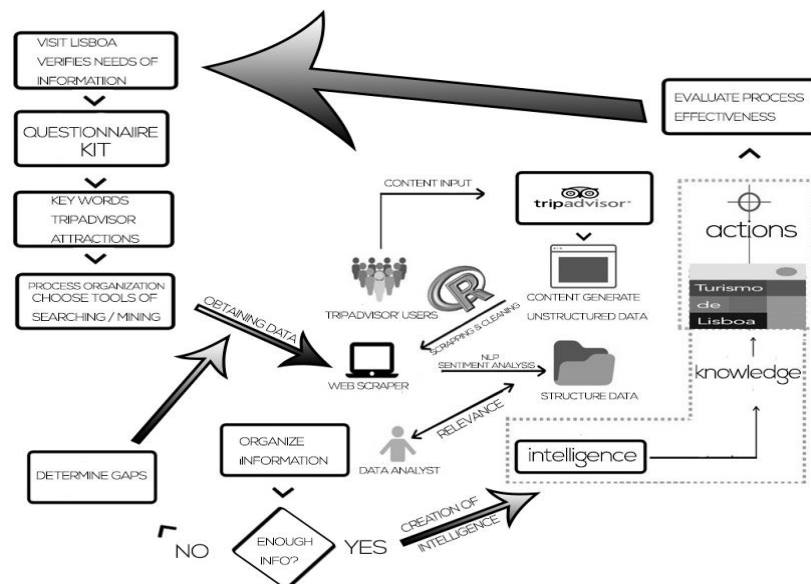 VISIT LISBOA
VERIFIES NEEDS OF
INFORMATION
QUESTIONNAIRE
KIT
KEY WORDS
TRIPADVISOR
ATTRACTIONS
PROCESS ORGANIZATION
CHOOSE TOOLS OF
SEARCHING / MINING
OBTAINING DATA
DETERMINE GAPS
ORGANIZE
iINFORMATION
ENOUGH
INFO?
NO
YES
CREATION OF
INTELLIGENCE
CONTENT INPUT
tripadvisor
TRIPADVISOR USERS
R
CONTENT GENERATE
UNSTRUCTURED DATA
SCRAPPING & CLEANING
WEB SCRAPER
NLP
SENTIMENT ANALYSIS
STRUCTURE DATA
RELEVANCE
DATA ANALYST
intelligence
knowledge
Turismo
de
Lisboa
actions
EVALUATE PROCESS
EFFECTIVENESS